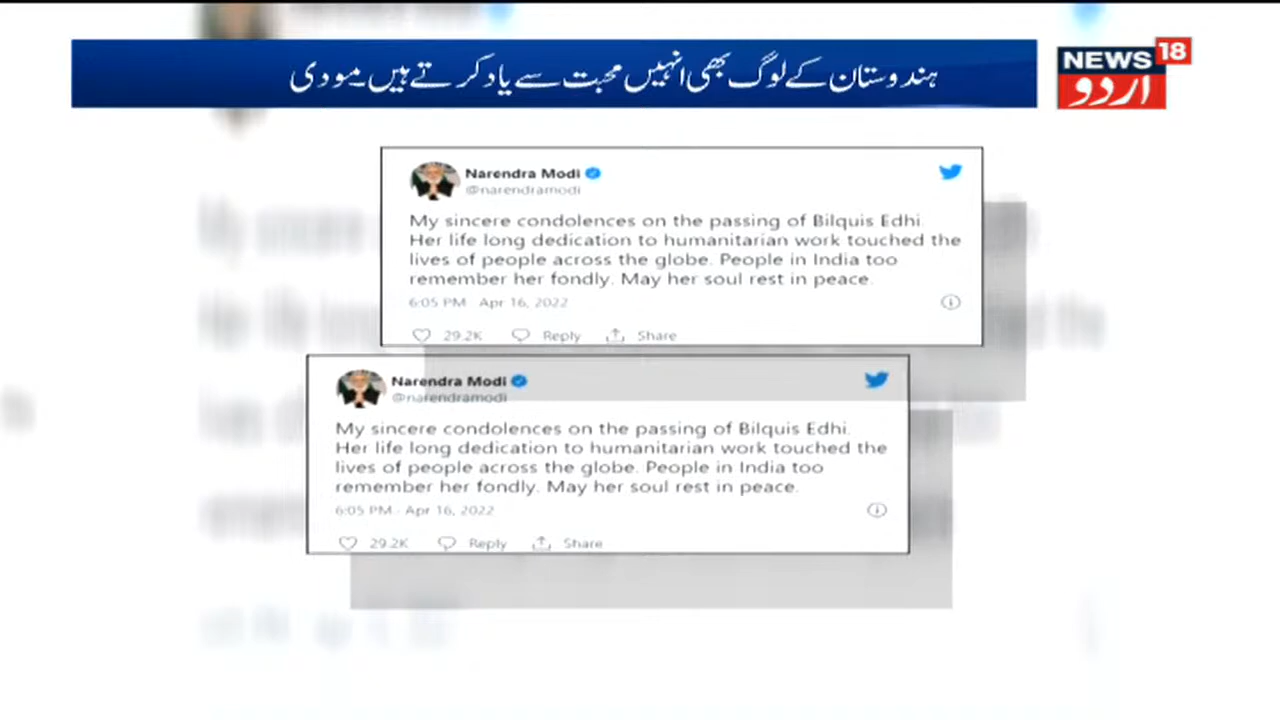 ہندوستان کے لوگ بھی انہیں محبت سے یاد کرتے ہیں۔مودی
NEWS 18
اردو
Narendra Modi
@narendramodi
My sincere condolences on the passing of Bilquis Edhi.
Her life long dedication to humanitarian work touched the
lives of people across the globe. People in India too
remember her fondly. May her soul rest in peace.
6:05 PM · Apr 16, 2022
29.2K Reply Share
Narendra Modi
@narendramodi
My sincere condolences on the passing of Bilquis Edhi.
Her life long dedication to humanitarian work touched the
lives of people across the globe. People in India too
remember her fondly. May her soul rest in peace.
6:05 PM · Apr 16, 2022
29.2K Reply Share